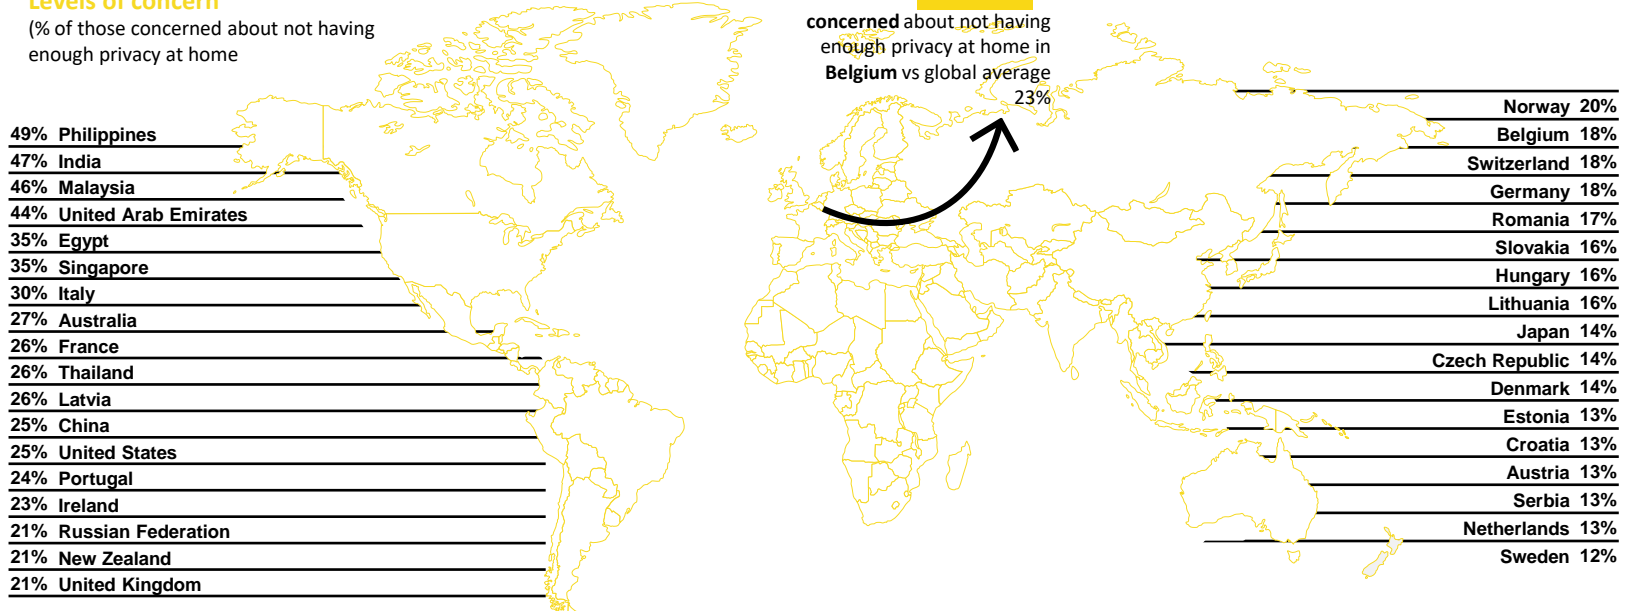 Levels of concern
(% of those concerned about not having
enough privacy at home
concerned about not having
enough privacy at home in
Belgium vs global average
23%
49% Philippines
47% India
46% Malaysia
44% United Arab Emirates
35% Egypt
35% Singapore
30% Italy
27% Australia
26% France
26% Thailand
26% Latvia
25% China
25% United States
24% Portugal
23% Ireland
21% Russian Federation
21% New Zealand
21% United Kingdom
Norway 20%
Belgium 18%
Switzerland 18%
Germany 18%
Romania 17%
Slovakia 16%
Hungary 16%
Lithuania 16%
Japan 14%
Czech Republic 14%
Denmark 14%
Estonia 13%
Croatia 13%
Austria 13%
Serbia 13%
Netherlands 13%
Sweden 12%